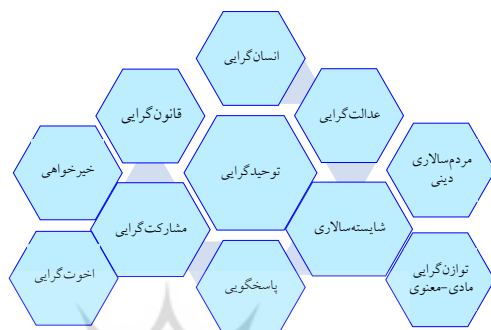 انسان‌گرایی
عدالت‌گرایی
قانون‌گرایی
مردم‌سالاری
دینی
توحیدگرایی
خیرخواهی
شایسته‌سالاری
مشارکت‌گرایی
توازن‌گرایی
مادی-معنوی
پاسخگویی
اخوت‌گرایی